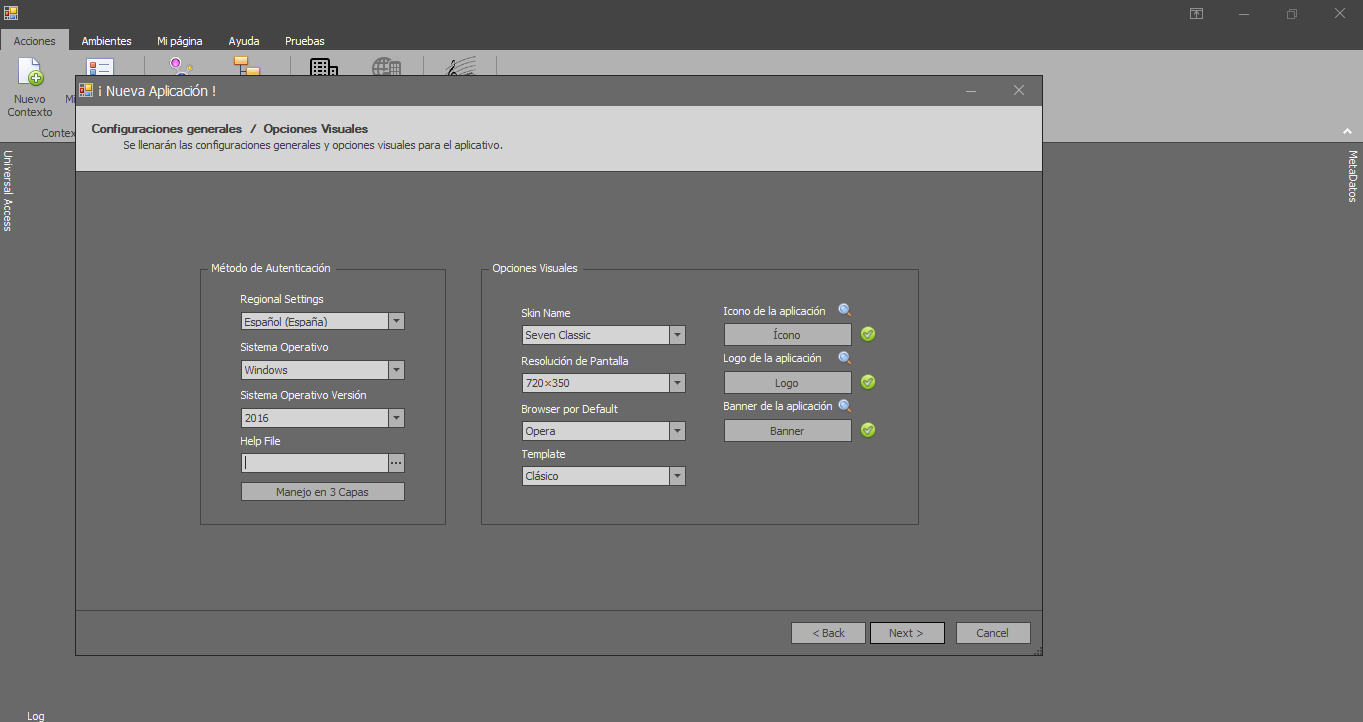 Acciones Ambientes Mi página Ayuda Pruebas
Nuevo
Contexto
Universal Access
MetaDatos
¡ Nueva Aplicación !
Configuraciones generales / Opciones Visuales
Se llenarán las configuraciones generales y opciones visuales para el aplicativo.
Método de Autenticación
Regional Settings
Español (España)
Sistema Operativo
Windows
Sistema Operativo Versión
2016
Help File
...
Manejo en 3 Capas
Opciones Visuales
Skin Name
Seven Classic
Resolución de Pantalla
720×350
Browser por Default
Opera
Template
Clásico
Icono de la aplicación
Ícono
Logo de la aplicación
Logo
Banner de la aplicación
Banner
< Back Next > Cancel
Log